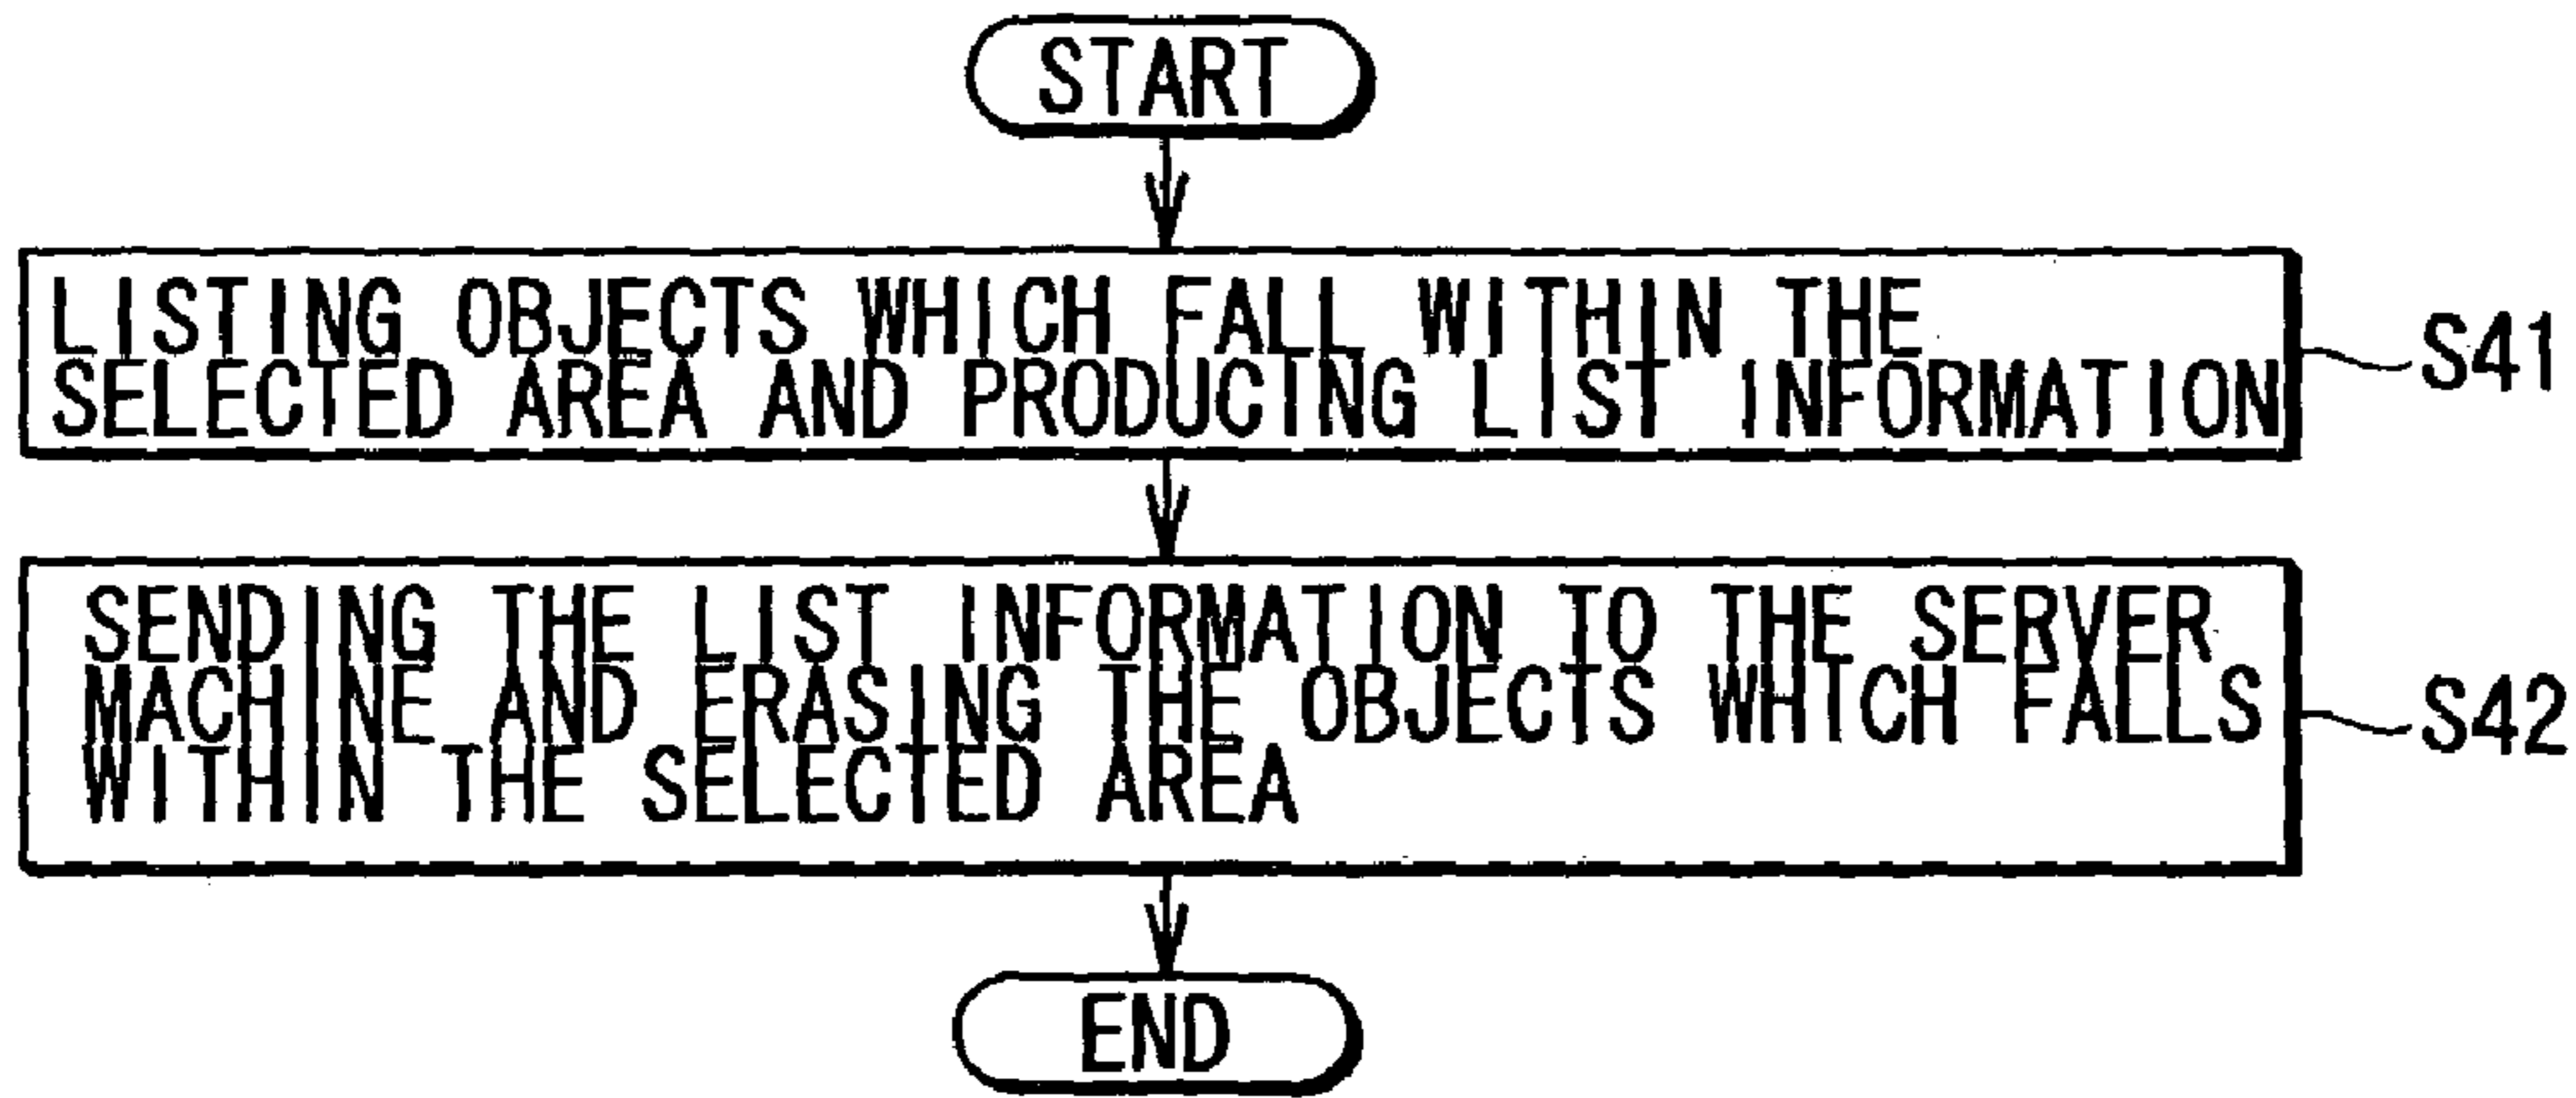 START
LISTING OBJECTS WHICH FALL WITHIN THE
SELECTED AREA AND PRODUCING LIST INFORMATION
S41
SENDING THE LIST INFORMATION TO THE SERVER
MACHINE AND ERASING THE OBJECTS WHICH FALLS
WITHIN THE SELECTED AREA
S42
END